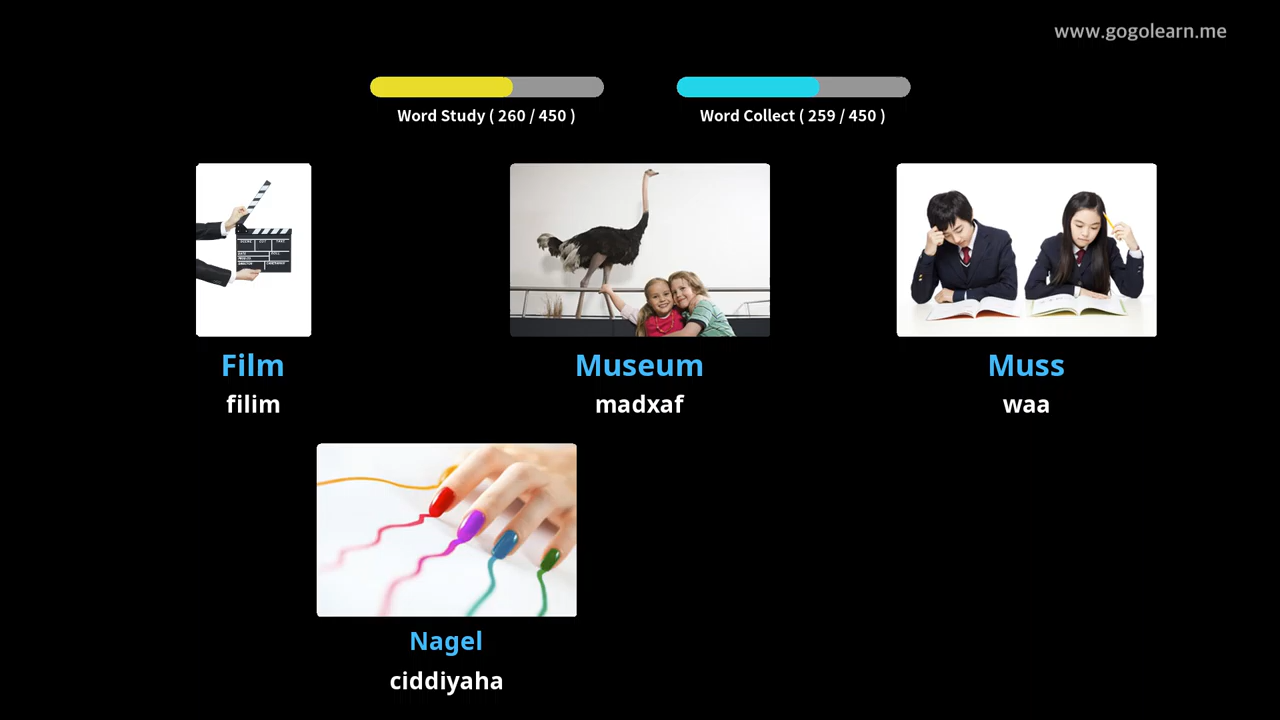 www.gogolearn.me
Word Study ( 260 / 450 )
Word Collect ( 259 / 450 )
Film
filim
Museum
madxaf
Muss
waa
Nagel
ciddiyaha